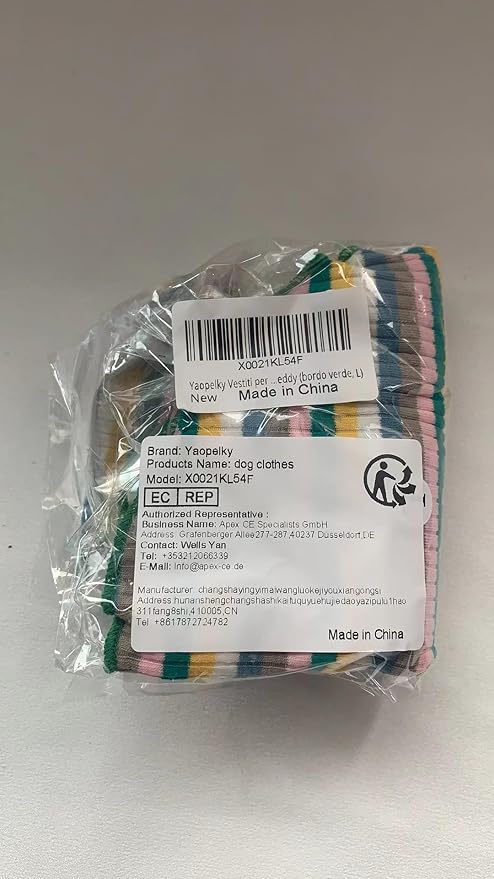 X0021KL54F
Yaopelky Vestiti per ...eddy (bordo verde, L)
New Made in China
Brand: Yaopelky
Products Name: dog clothes
Model: X0021KL54F
EC REP
Authorized Representative :
Business Name: Apex CE Specialists GmbH
Address: Grafenberger Allee277-287,40237 Düsseldorf,DE
Contact: Wells Yan
Tel: +353212066339
E-Mail: Info@apex-ce.de
Manufacturer changshayingyimaiwangluokejiyouxiangongsi
Address:hunanshengchangshashikaifuquyuehujiedaoyazipulu1hao
311fang8shi,410005,CN
Tel +8617872724782
Made in China